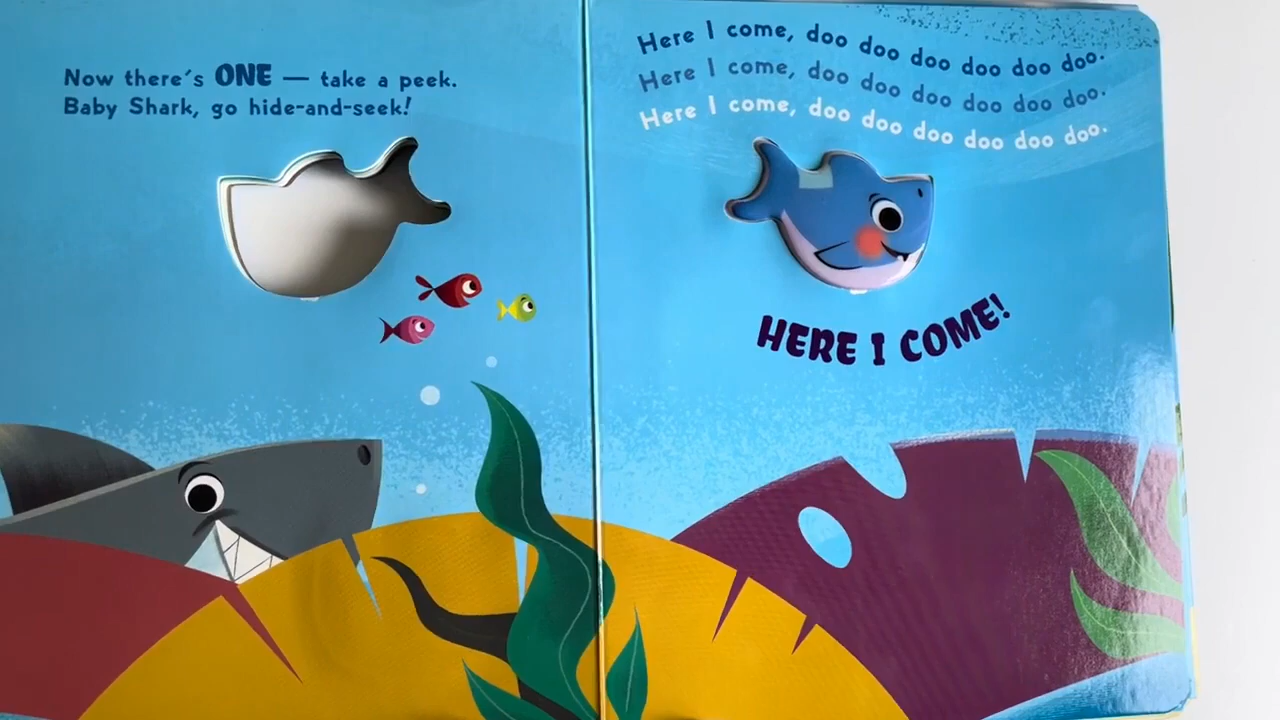 Now there's ONE — take a peek.
Baby Shark, go hide-and-seek!
Here I come, doo doo doo doo doo doo.
Here I come, doo doo doo doo doo doo.
Here I come, doo doo doo doo doo doo.
HERE I COME!